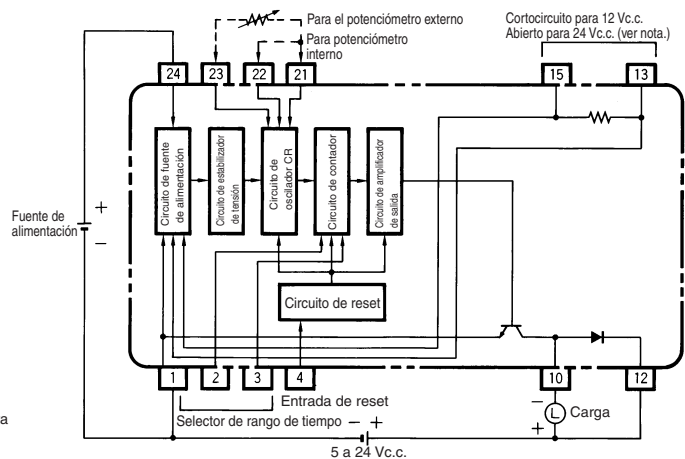 Para el potenciómetro externo
Para potenciómetro
interno
Cortocircuito para 12 Vc.c.
Abierto para 24 Vc.c. (ver nota.)
24
23
22
21
15
13
Circuito de fuente
de alimentación
Circuito de estabilizador
de tensión
Circuito de
oscilador CR
Circuito de contador
Circuito de amplificador
de salida
Fuente de
alimentación
+
−
Circuito de reset
1
2
3
4
10
12
Entrada de reset
Selector de rango de tiempo
− +
5 a 24 Vc.c.
−
L
Carga
+
a